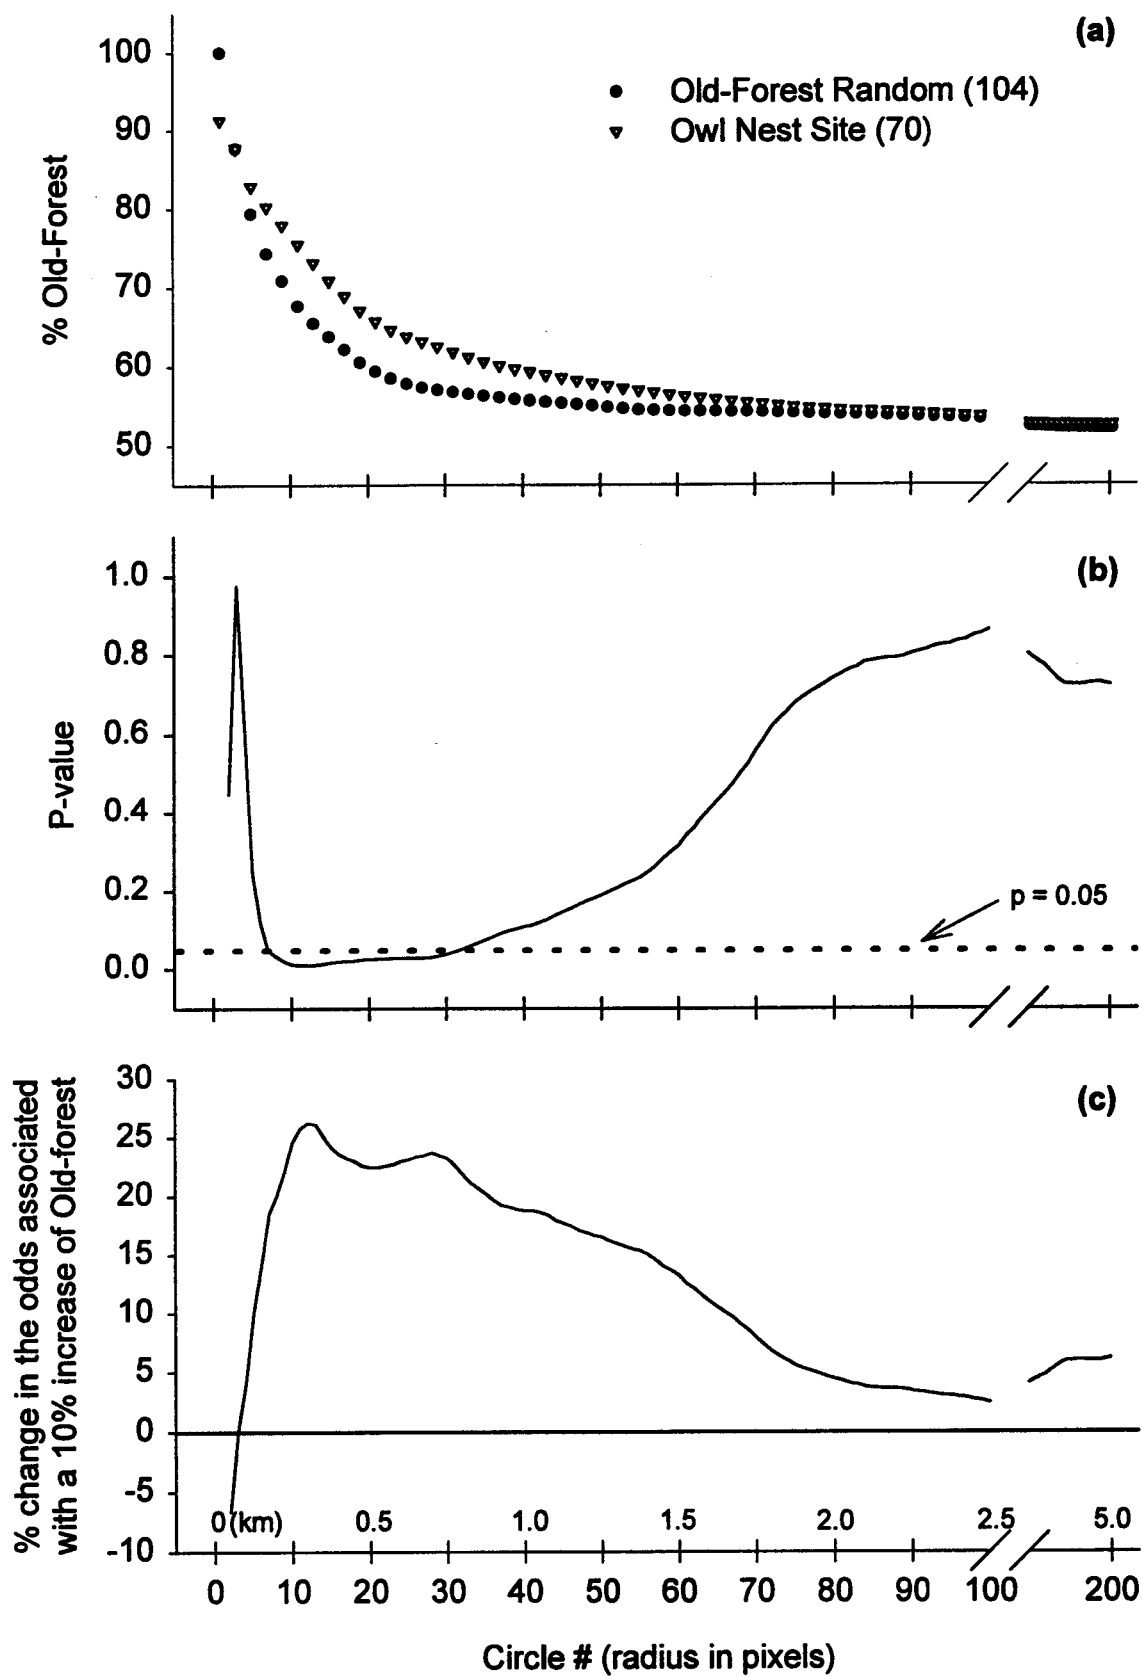 (a)
100
90
80
70
60
50
% Old-Forest
Old-Forest Random (104)
Owl Nest Site (70)
(b)
1.0
0.8
0.6
0.4
0.2
0.0
P-value
p = 0.05
(c)
30
25
20
15
10
5
0
-5
-10
% change in the odds associated
with a 10% increase of Old-forest
0 (km) 0.5 1.0 1.5 2.0 2.5 5.0
0 10 20 30 40 50 60 70 80 90 100 200
Circle # (radius in pixels)